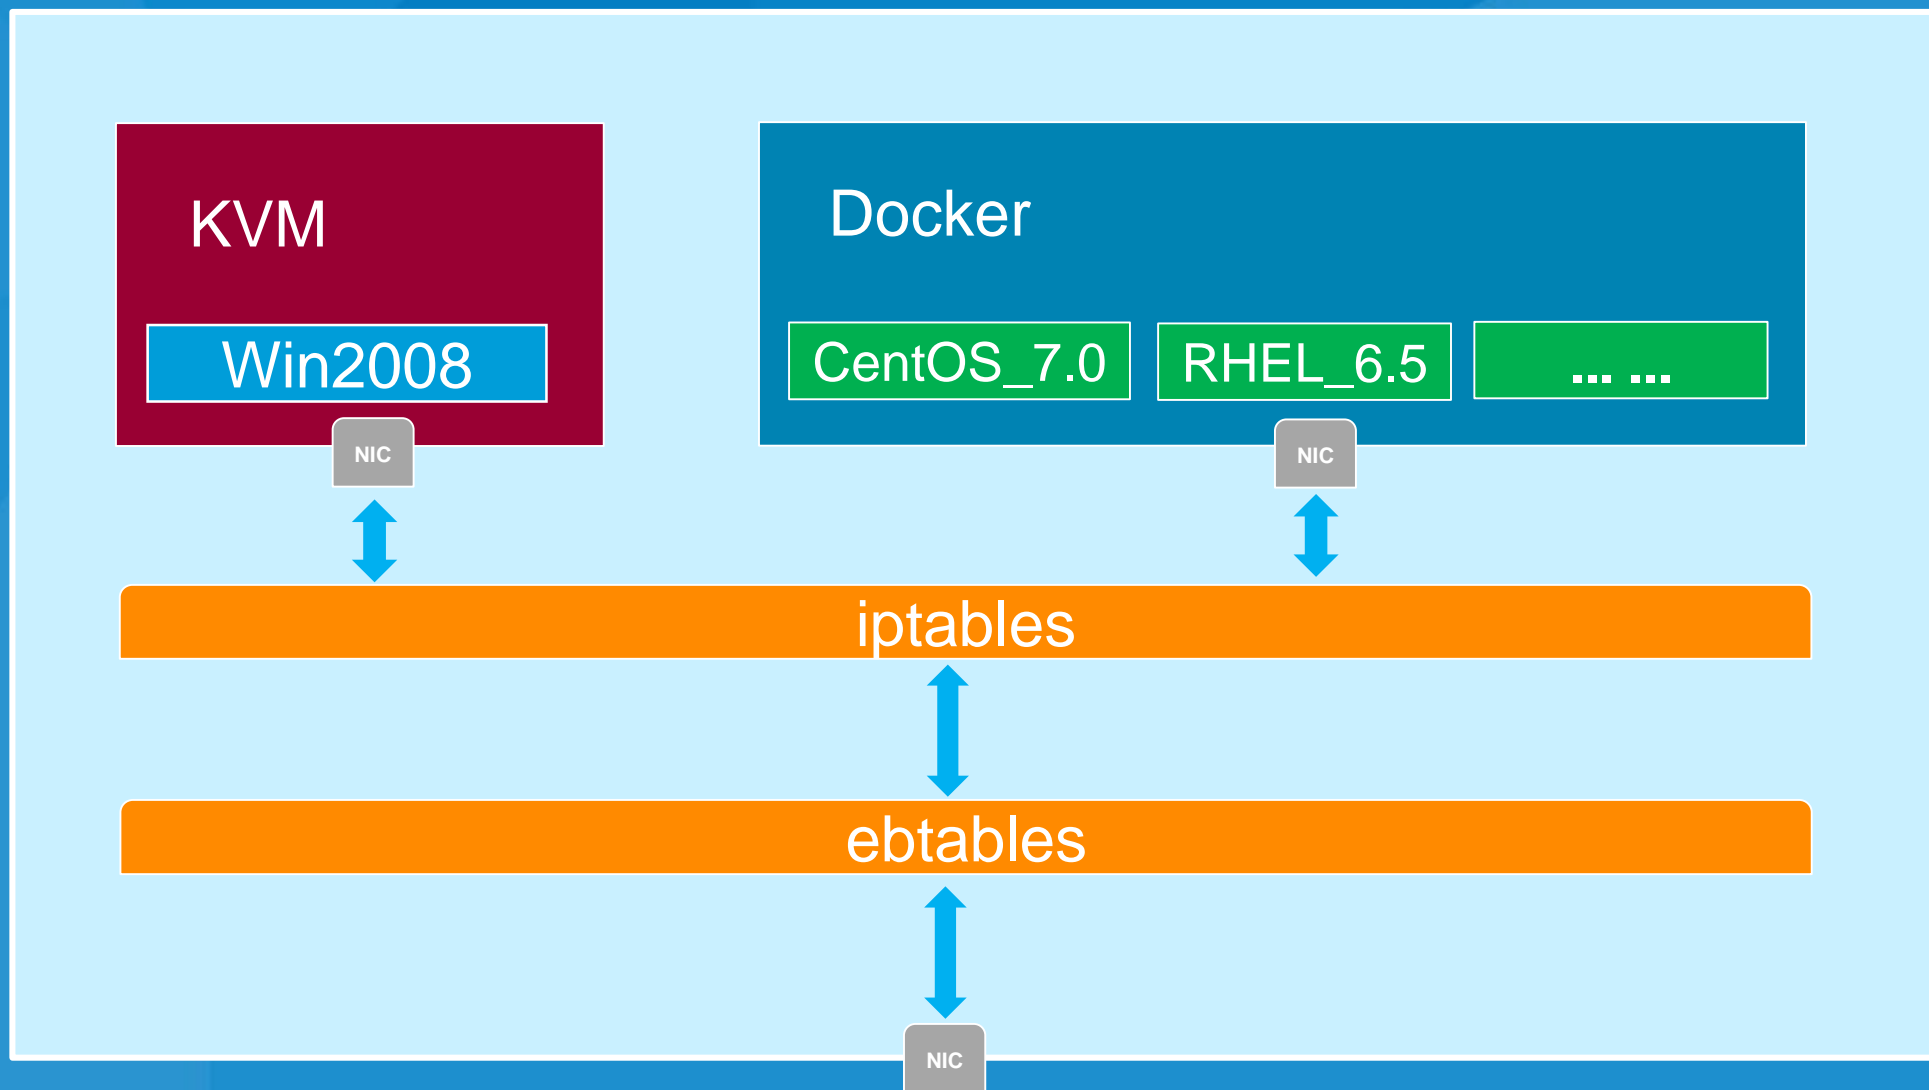 KVM
Docker
Win2008
CentOS_7.0
RHEL_6.5
... ...
NIC
NIC
iptables
ebtables
NIC